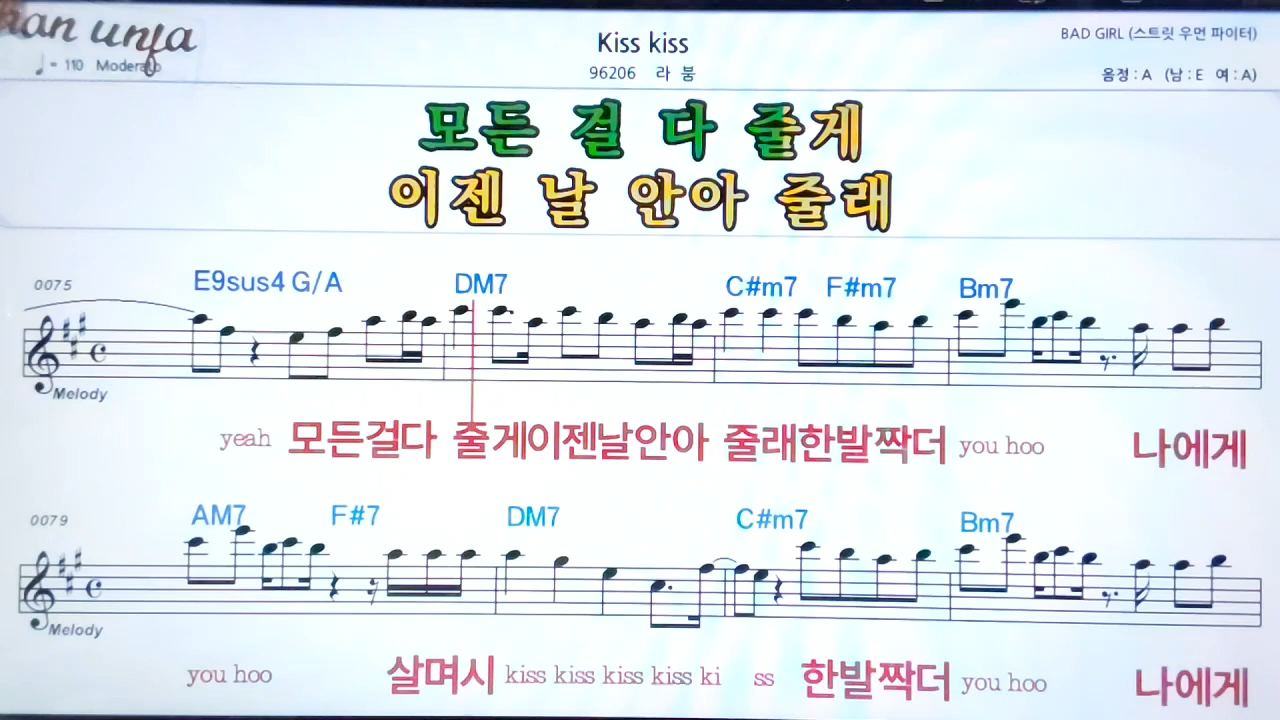 unfa
Kiss kiss
BAD GIRL (스트릿 우먼 파이터)
♩= 110 Moderato
96206 라 붐
음정 : A (남 : E 여 : A)
모든 걸 다 줄게
이젠 날 안아 줄래
0075 E9sus4 G/A DM7 C#m7 F#m7 Bm7
Melody
yeah 모든걸다 줄게이젠날안아 줄래한발짝더 you hoo 나에게
0079 AM7 F#7 DM7 C#m7 Bm7
Melody
you hoo 살며시 kiss kiss kiss kiss ki ss 한발짝더 you hoo 나에게